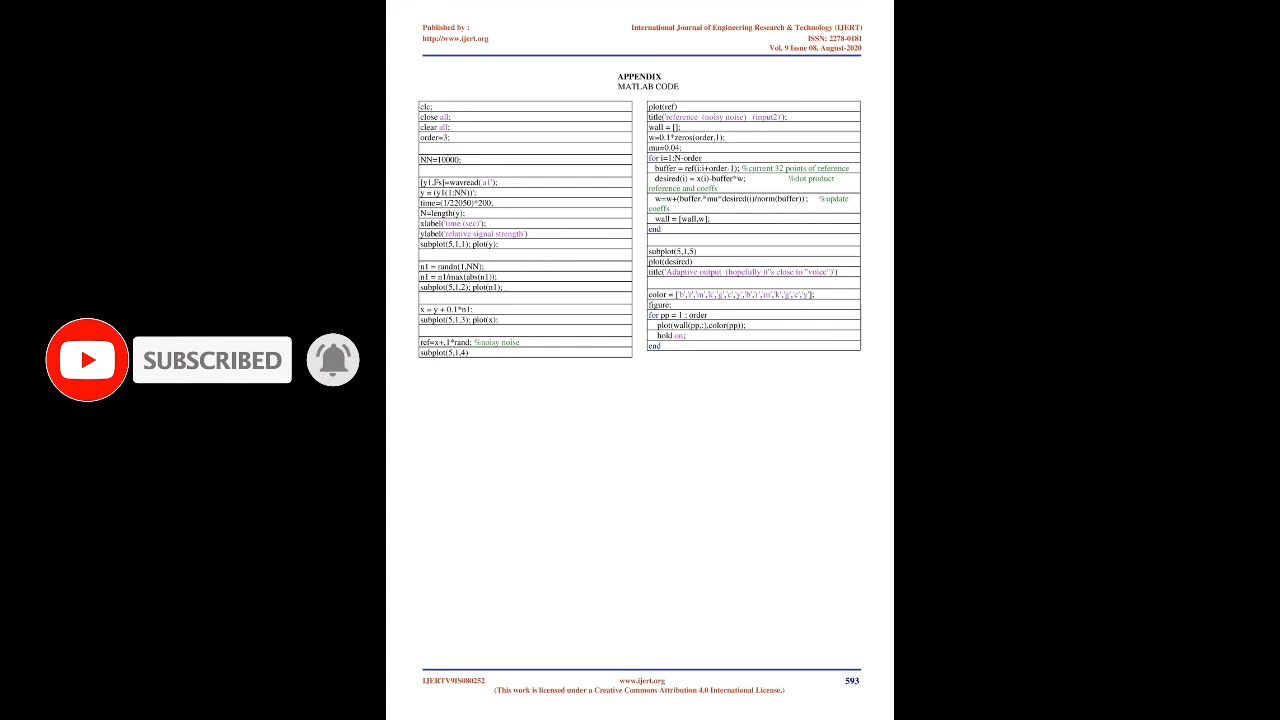 Published by :
http://www.ijert.org
International Journal of Engineering Research & Technology (IJERT)
ISSN: 2278-0181
Vol. 9 Issue 08, August-2020
APPENDIX
MATLAB CODE
clc;
close all;
clear all;
order=3;
NN=10000;
[y1,Fs]=wavread('a1');
y = (y1(1:NN))';
time=(1/22050)*200;
N=length(y);
xlabel('time (sec)');
ylabel('relative signal strength')
subplot(5,1,1); plot(y);
n1 = randn(1,NN);
n1 = n1/max(abs(n1));
subplot(5,1,2); plot(n1);
x = y + 0.1*n1;
subplot(5,1,3); plot(x);
ref=x+.1*rand; %noisy noise
subplot(5,1,4)
plot(ref)
title('reference (noisy noise) (input2)');
wall = [];
w=0.1*zeros(order,1);
mu=0.04;
for i=1:N-order
buffer = ref(i:i+order-1); %current 32 points of reference
desired(i) = x(i)-buffer*w; %dot product
reference and coeffs
w=w+(buffer.*mu*desired(i)/norm(buffer))'; %update
coeffs
wall = [wall,w];
end
subplot(5,1,5)
plot(desired)
title('Adaptive output (hopefully it''s close to "voice")')
color = ['b','r','m','k','g','c','y','b','r','m','k','g','c','y'];
figure;
for pp = 1 : order
plot(wall(pp,:),color(pp));
hold on;
end
SUBSCRIBED
IJERTV9IS080252
www.ijert.org
593
(This work is licensed under a Creative Commons Attribution 4.0 International License.)